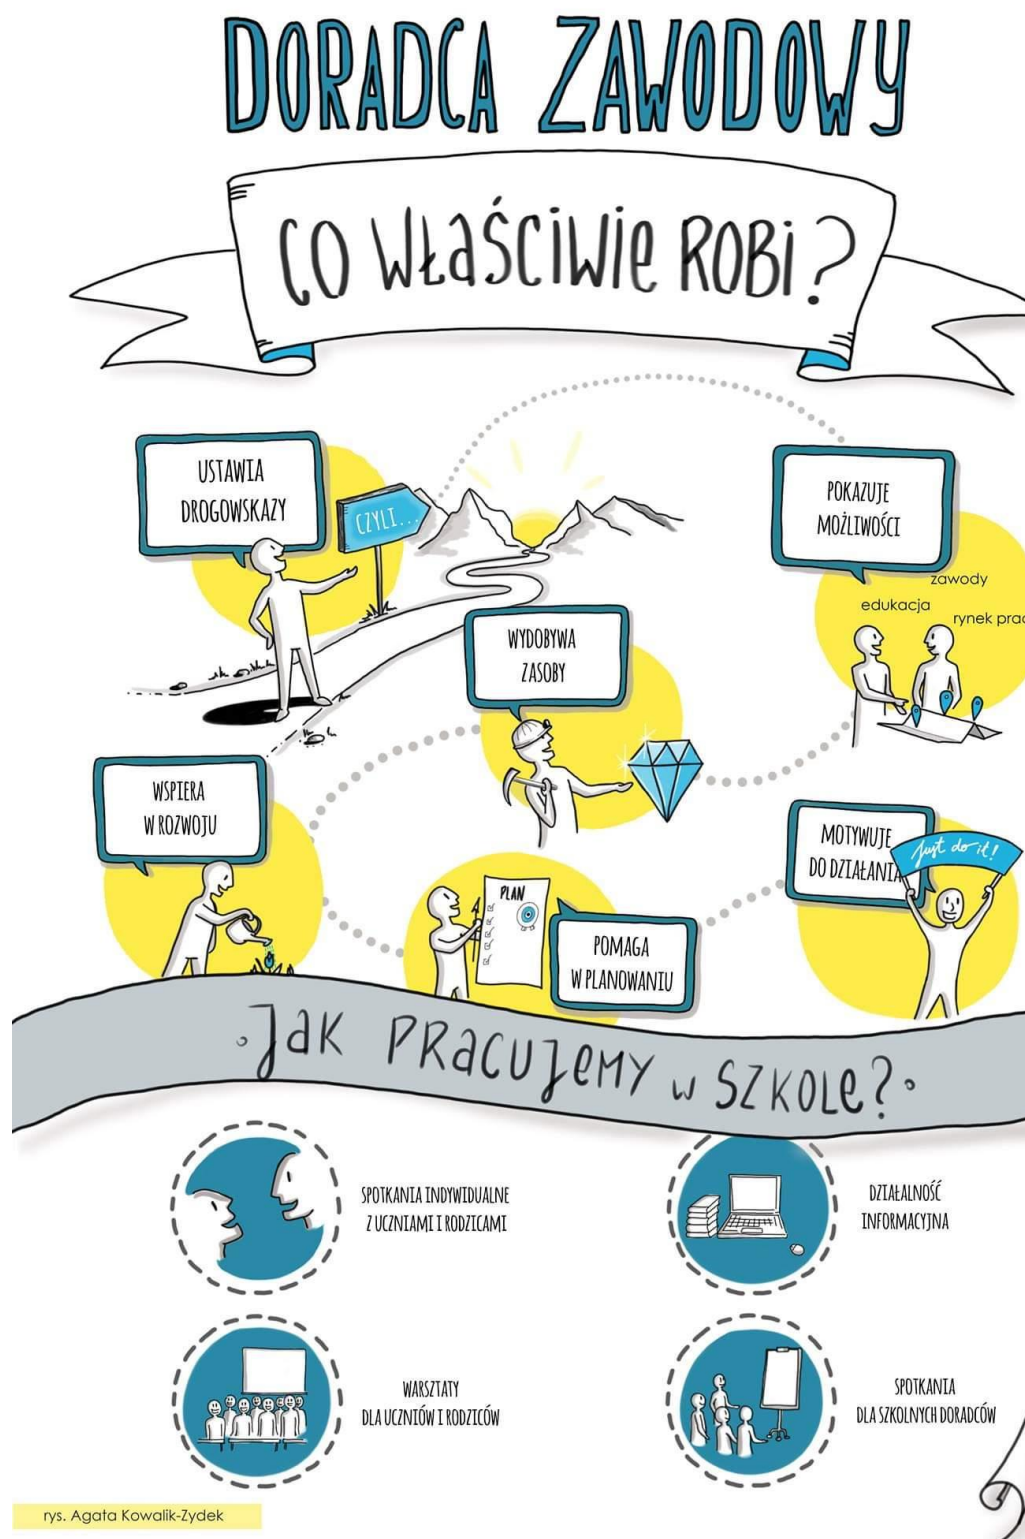 DORADCA ZAWODOWY
CO WŁAŚCIWIE ROBI?
USTAWIA
DROGOWSKAZY
CZYLI...
POKAZUJE
MOŻLIWOŚCI
zawody
edukacja
rynek prac
WYDOBYWA
ZASOBY
WSPIERA
W ROZWOJU
MOTYWUJE
DO DZIAŁANIA
Just do it!
PLAN
POMAGA
W PLANOWANIU
JAK PRACUJEMY W SZKOLE?
SPOTKANIA INDYWIDUALNE
Z UCZNIAMI I RODZICAMI
DZIAŁALNOŚĆ
INFORMACYJNA
WARSZTATY
DLA UCZNIÓW I RODZICÓW
SPOTKANIA
DLA SZKOLNYCH DORADCÓW
rys. Agata Kowalik-Zydek